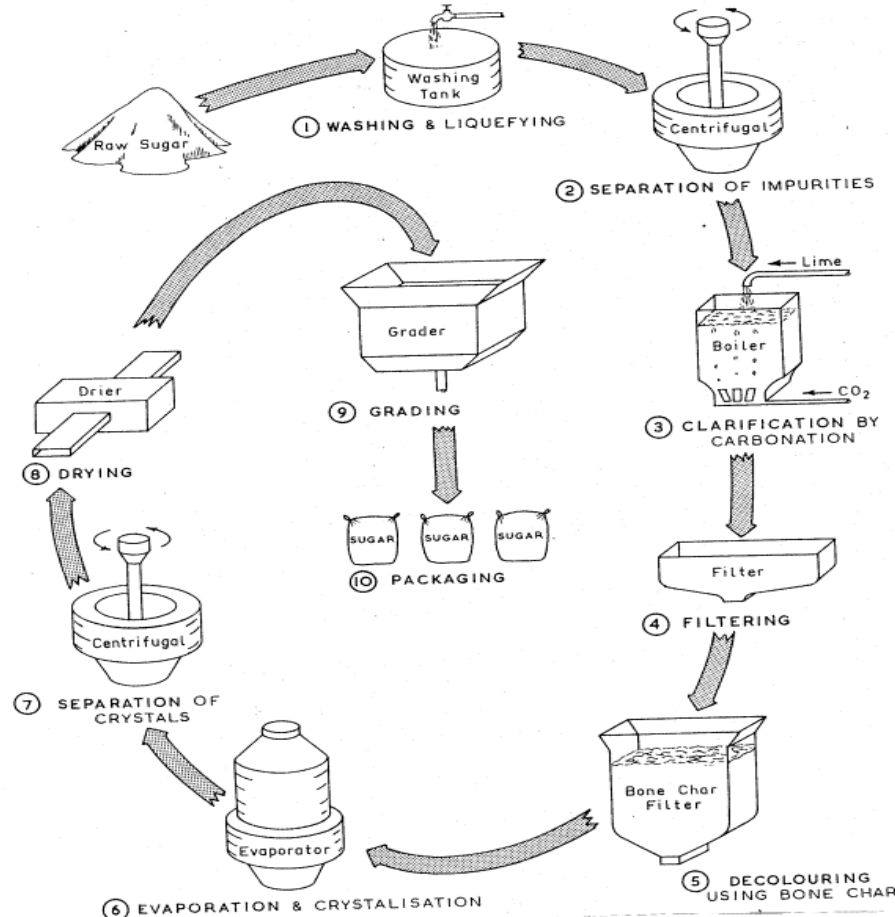 Raw Sugar
Washing
Tank
① WASHING & LIQUEFYING
Centrifugal
② SEPARATION OF IMPURITIES
Lime
Boiler
CO₂
③ CLARIFICATION BY
CARBONATION
Filter
④ FILTERING
Bone Char
Filter
⑤ DECOLOURING
USING BONE CHAR
Evaporator
⑥ EVAPORATION & CRYSTALISATION
Centrifugal
⑦ SEPARATION OF
CRYSTALS
Drier
⑧ DRYING
Grader
⑨ GRADING
SUGAR SUGAR SUGAR
⑩ PACKAGING